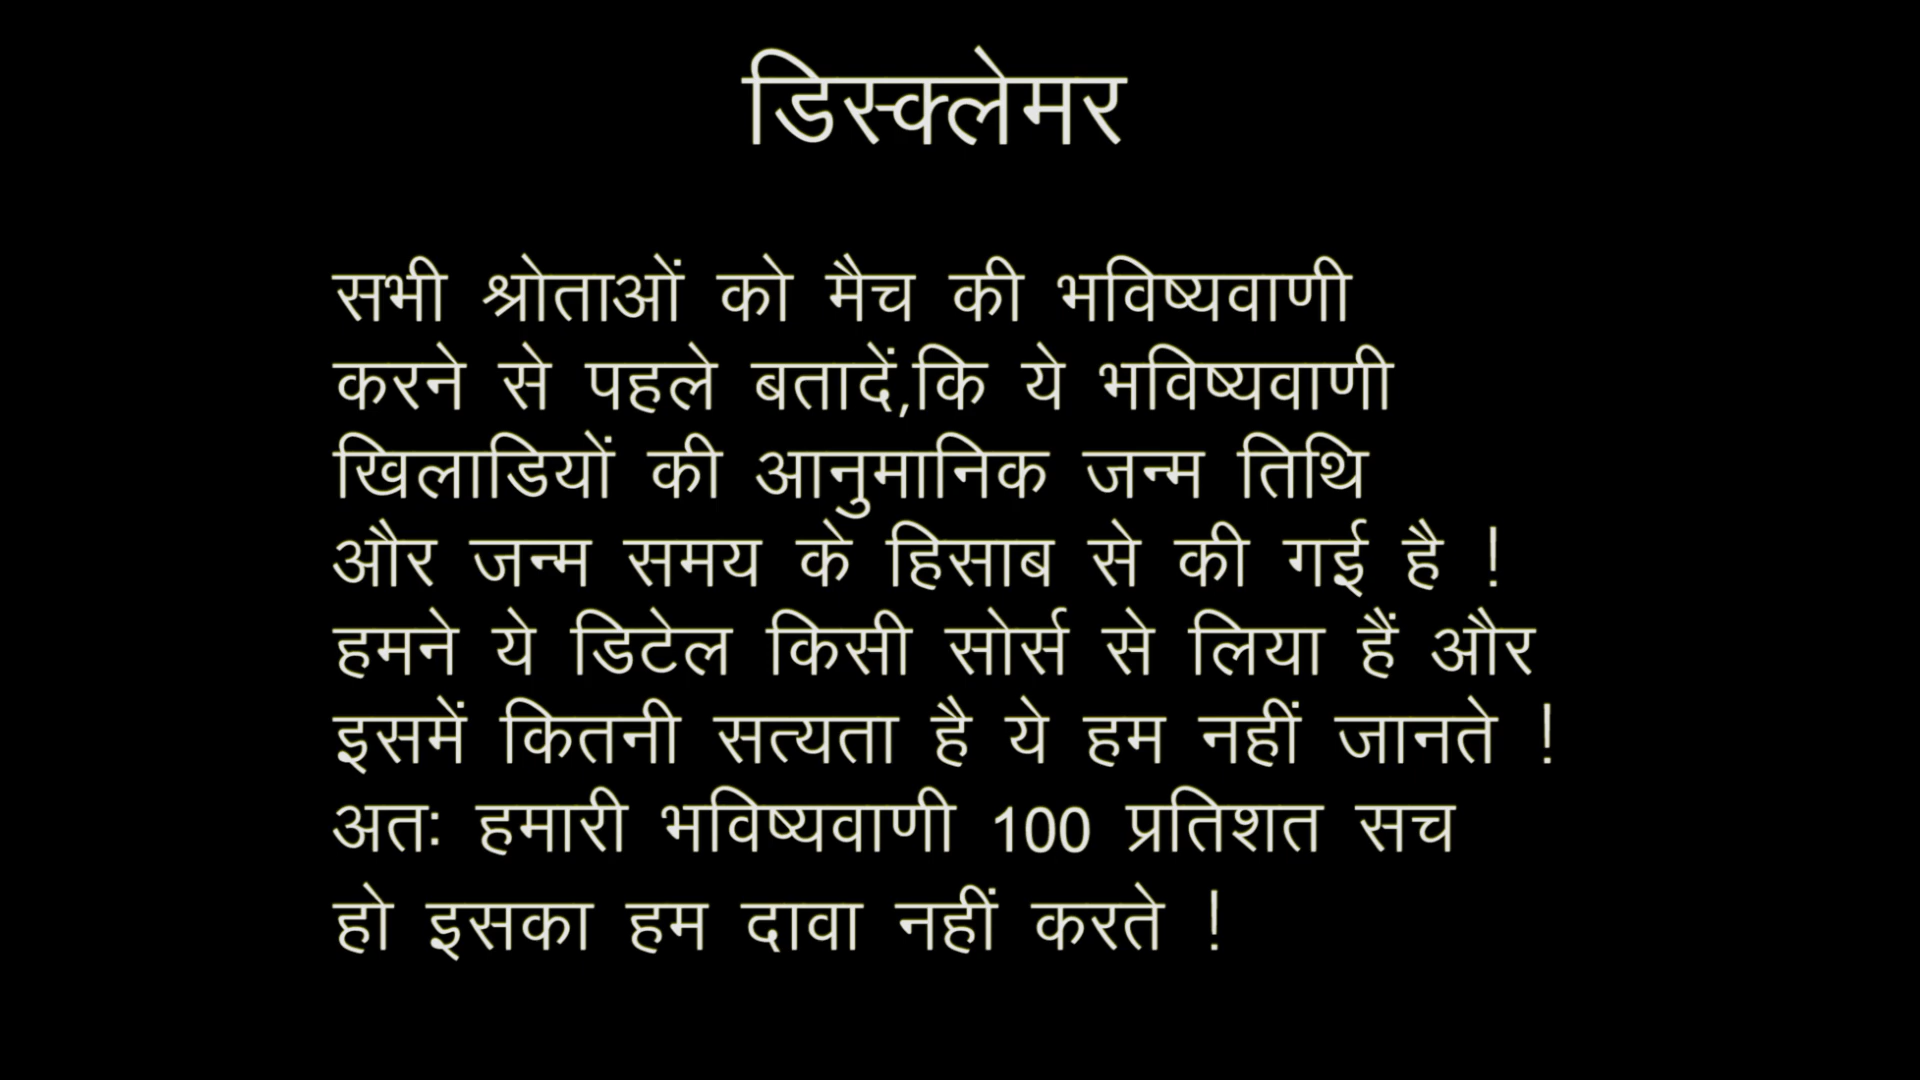 डिस्क्लेमर
सभी श्रोताओं को मैच की भविष्यवाणी
करने से पहले बतादें,कि ये भविष्यवाणी
खिलाडियों की आनुमानिक जन्म तिथि
और जन्म समय के हिसाब से की गई है !
हमने ये डिटेल किसी सोर्स से लिया हैं और
इसमें कितनी सत्यता है ये हम नहीं जानते !
अतः हमारी भविष्यवाणी 100 प्रतिशत सच
हो इसका हम दावा नहीं करते !